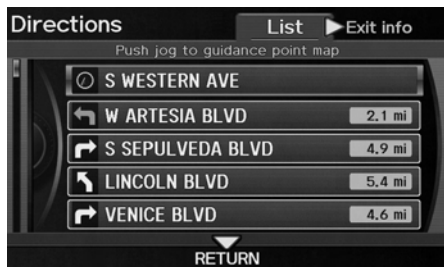 Directions List Exit info
Push jog to guidance point map
S WESTERN AVE
W ARTESIA BLVD 2.1 mi
S SEPULVEDA BLVD 4.9 mi
LINCOLN BLVD 5.4 mi
VENICE BLVD 4.6 mi
RETURN